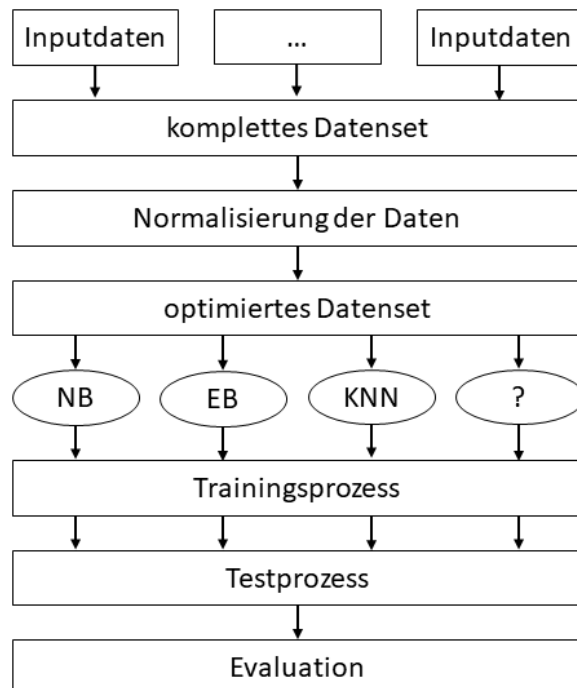 Inputdaten
...
Inputdaten
komplettes Datenset
Normalisierung der Daten
optimiertes Datenset
NB
EB
KNN
?
Trainingsprozess
Testprozess
Evaluation